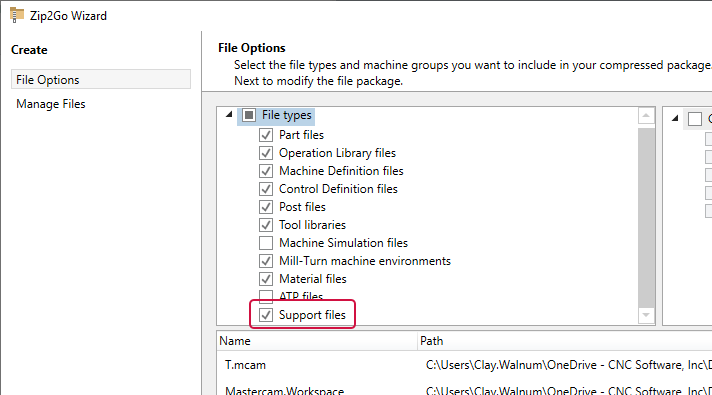 Zip2Go Wizard
Create
File Options
Manage Files
File Options
Select the file types and machine groups you want to include in your compressed package.
Next to modify the file package.
File types
Part files
Operation Library files
Machine Definition files
Control Definition files
Post files
Tool libraries
Machine Simulation files
Mill-Turn machine environments
Material files
ATP files
Support files
Name Path
T.mcam C:\Users\Clay.Walnum\OneDrive - CNC Software, Inc\D
Mastercam.Workspace C:\Users\Clay.Walnum\OneDrive - CNC Software, Inc\D